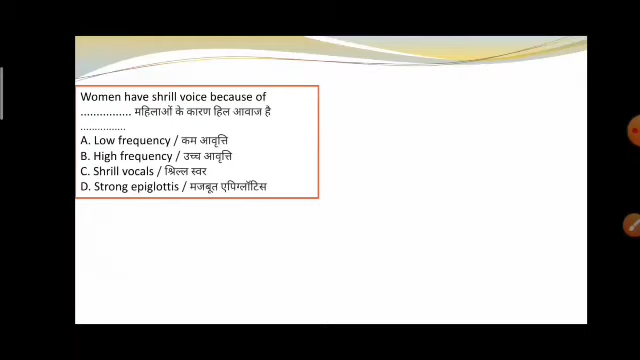 Women have shrill voice because of
................ महिलाओं के कारण हिल आवाज है
................
A. Low frequency / कम आवृत्ति
B. High frequency / उच्च आवृत्ति
C. Shrill vocals / श्रिल्ल स्वर
D. Strong epiglottis / मजबूत एपिग्लॉटिस